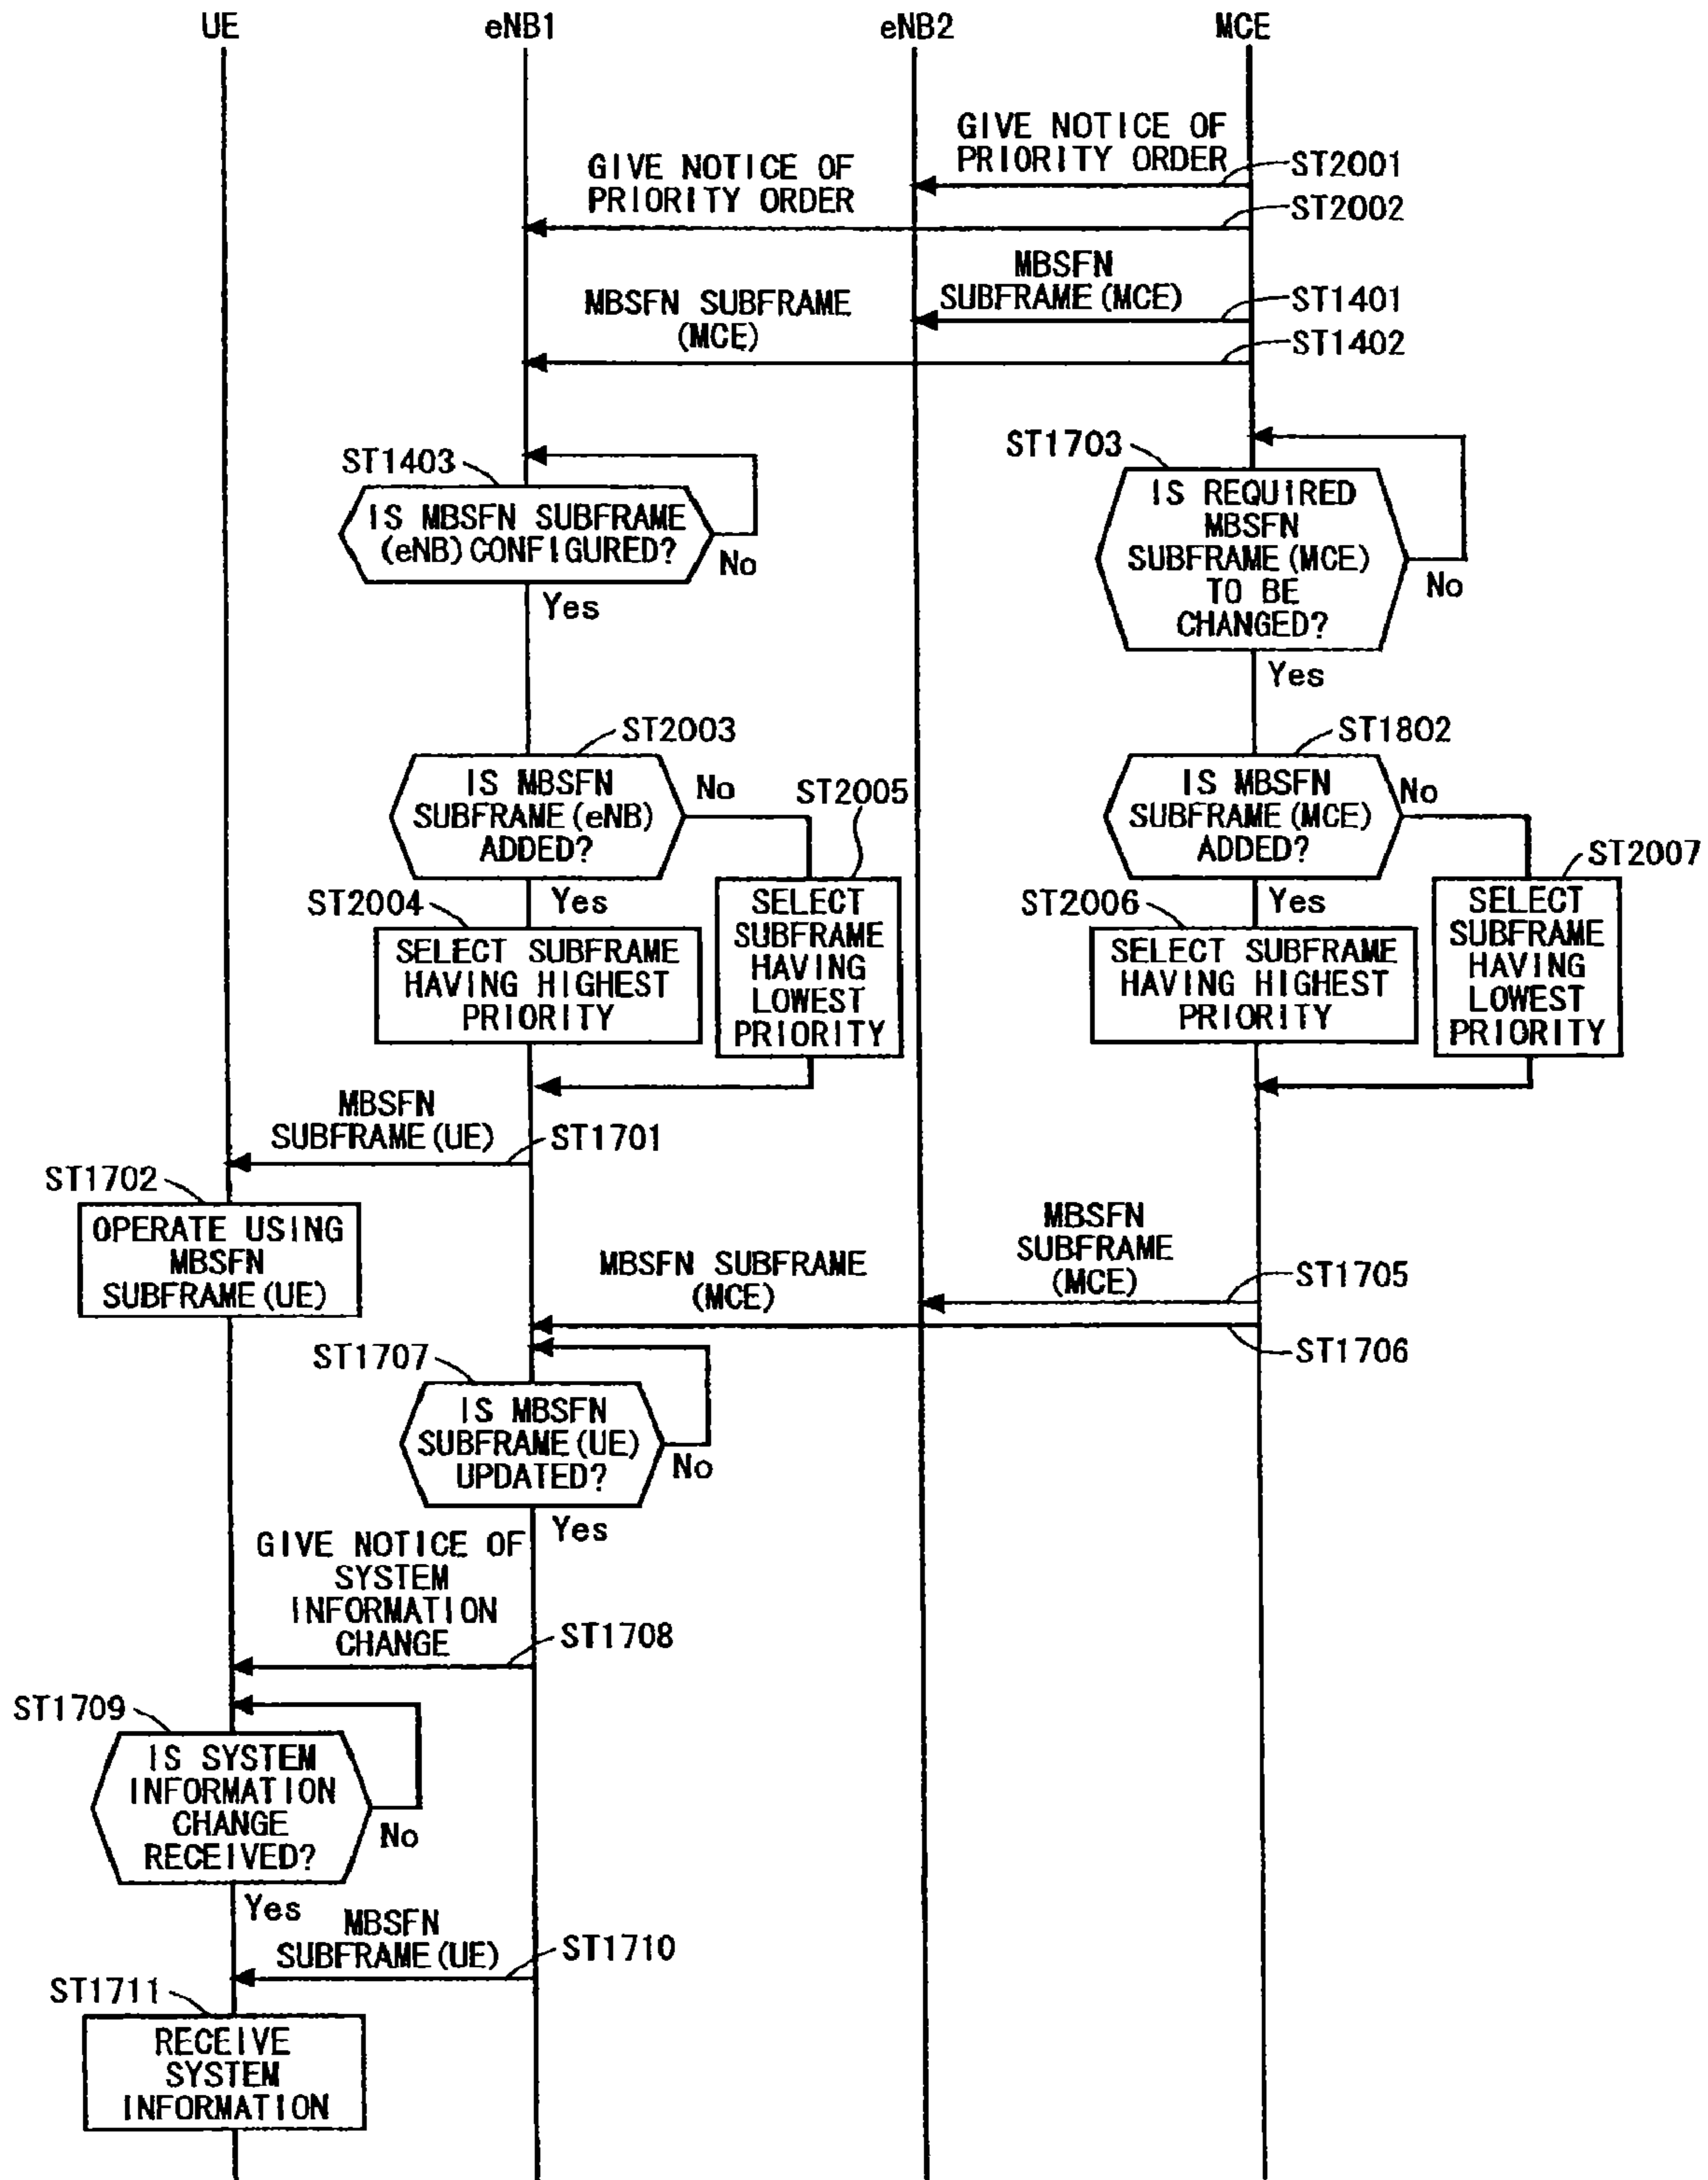 UE
eNB1
eNB2
MCE
GIVE NOTICE OF
PRIORITY ORDER
ST2001
GIVE NOTICE OF
PRIORITY ORDER
ST2002
MBSFN
SUBFRAME(MCE)
ST1401
MBSFN SUBFRAME
(MCE)
ST1402
ST1403
IS MBSFN SUBFRAME
(eNB)CONFIGURED?
No
Yes
ST1703
IS REQUIRED
MBSFN
SUBFRAME(MCE)
TO BE
CHANGED?
No
Yes
ST2003
IS MBSFN
SUBFRAME(eNB)
ADDED?
No
Yes
ST2005
SELECT
SUBFRAME
HAVING
LOWEST
PRIORITY
ST2004
SELECT SUBFRAME
HAVING HIGHEST
PRIORITY
ST1802
IS MBSFN
SUBFRAME(MCE)
ADDED?
No
Yes
ST2007
SELECT
SUBFRAME
HAVING
LOWEST
PRIORITY
ST2006
SELECT SUBFRAME
HAVING HIGHEST
PRIORITY
MBSFN
SUBFRAME(UE)
ST1701
ST1702
OPERATE USING
MBSFN
SUBFRAME(UE)
MBSFN
SUBFRAME
(MCE)
ST1705
MBSFN SUBFRAME
(MCE)
ST1706
ST1707
IS MBSFN
SUBFRAME(UE)
UPDATED?
No
Yes
GIVE NOTICE OF
SYSTEM
INFORMATION
CHANGE
ST1708
ST1709
IS SYSTEM
INFORMATION
CHANGE
RECEIVED?
No
Yes
MBSFN
SUBFRAME(UE)
ST1710
ST1711
RECEIVE
SYSTEM
INFORMATION